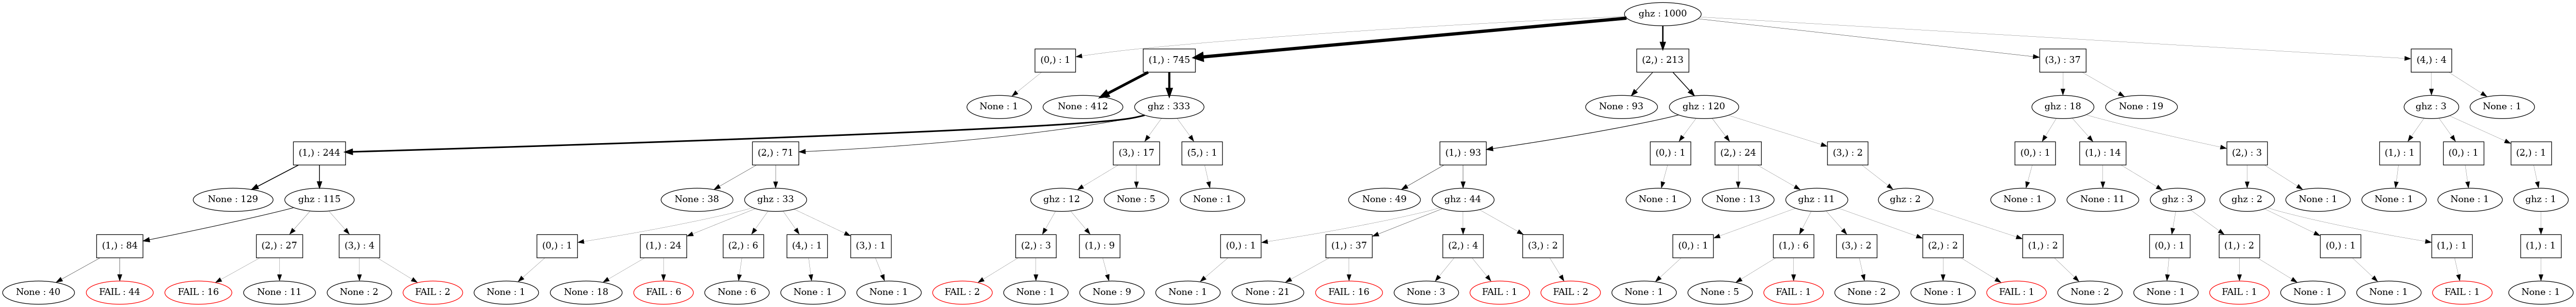 ghz : 1000
(0,) : 1
(1,) : 745
(2,) : 213
(3,) : 37
(4,) : 4
None : 1
None : 412
ghz : 333
None : 93
ghz : 120
ghz : 18
None : 19
ghz : 3
None : 1
(1,) : 244
(2,) : 71
(3,) : 17
(5,) : 1
(1,) : 93
(0,) : 1
(2,) : 24
(3,) : 2
(0,) : 1
(1,) : 14
(2,) : 3
(1,) : 1
(0,) : 1
(2,) : 1
None : 129
ghz : 115
None : 38
ghz : 33
ghz : 12
None : 5
None : 1
None : 49
ghz : 44
None : 1
None : 13
ghz : 11
ghz : 2
None : 1
None : 11
ghz : 3
ghz : 2
None : 1
None : 1
None : 1
ghz : 1
(1,) : 84
(2,) : 27
(3,) : 4
(0,) : 1
(1,) : 24
(2,) : 6
(4,) : 1
(3,) : 1
(2,) : 3
(1,) : 9
(0,) : 1
(1,) : 37
(2,) : 4
(3,) : 2
(0,) : 1
(1,) : 6
(3,) : 2
(2,) : 2
(1,) : 2
(0,) : 1
(1,) : 2
(0,) : 1
(1,) : 1
(1,) : 1
None : 40
FAIL : 44
FAIL : 16
None : 11
None : 2
FAIL : 2
None : 1
None : 18
FAIL : 6
None : 6
None : 1
None : 1
FAIL : 2
None : 1
None : 9
None : 1
None : 21
FAIL : 16
None : 3
FAIL : 1
FAIL : 2
None : 1
None : 5
FAIL : 1
None : 2
None : 1
FAIL : 1
None : 2
None : 1
FAIL : 1
None : 1
None : 1
FAIL : 1
None : 1